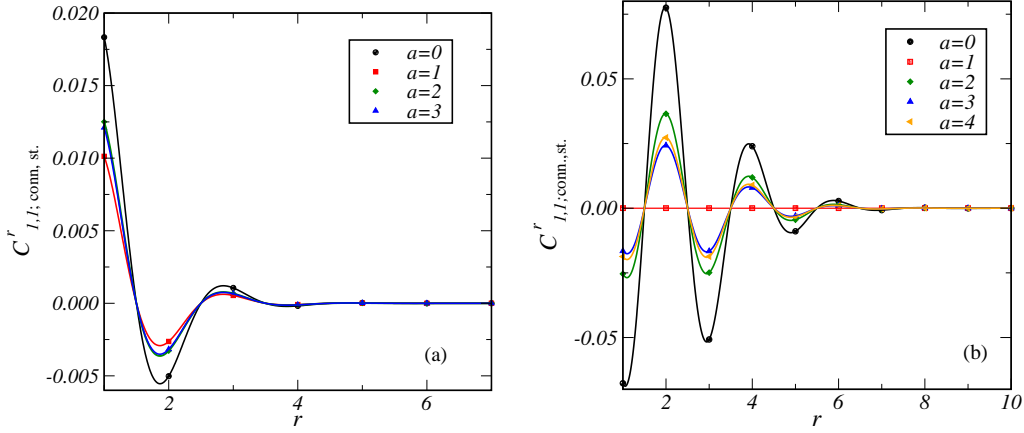 0.020
0.015
0.010
0.005
0.000
-0.005
C^r_{1,1;conn, st.}
a=0
a=1
a=2
a=3
(a)
2
4
6
r
0.05
0.00
-0.05
C^r_{1,1;conn.,st.}
a=0
a=1
a=2
a=3
a=4
(b)
2
4
6
8
10
r